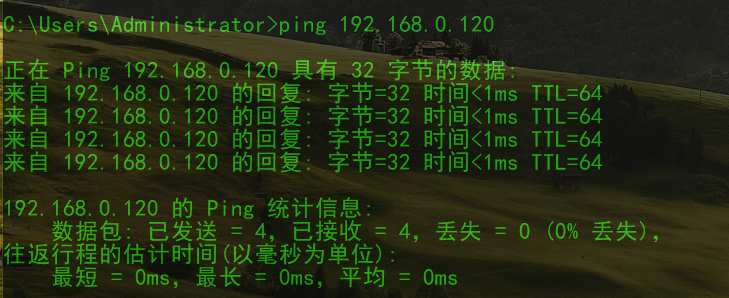 C:\Users\Administrator>ping 192.168.0.120
正在 Ping 192.168.0.120 具有 32 字节的数据:
来自 192.168.0.120 的回复: 字节=32 时间<1ms TTL=64
来自 192.168.0.120 的回复: 字节=32 时间<1ms TTL=64
来自 192.168.0.120 的回复: 字节=32 时间<1ms TTL=64
来自 192.168.0.120 的回复: 字节=32 时间<1ms TTL=64
192.168.0.120 的 Ping 统计信息:
数据包: 已发送 = 4，已接收 = 4，丢失 = 0 (0% 丢失)，
往返行程的估计时间(以毫秒为单位):
最短 = 0ms，最长 = 0ms，平均 = 0ms